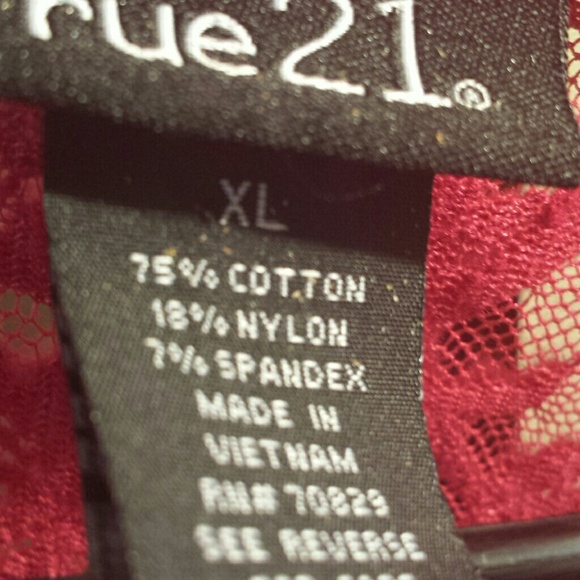 rue21®
XL
75% COTTON
18% NYLON
7% SPANDEX
MADE IN
VIETNAM
RN# 70829
SEE REVERSE